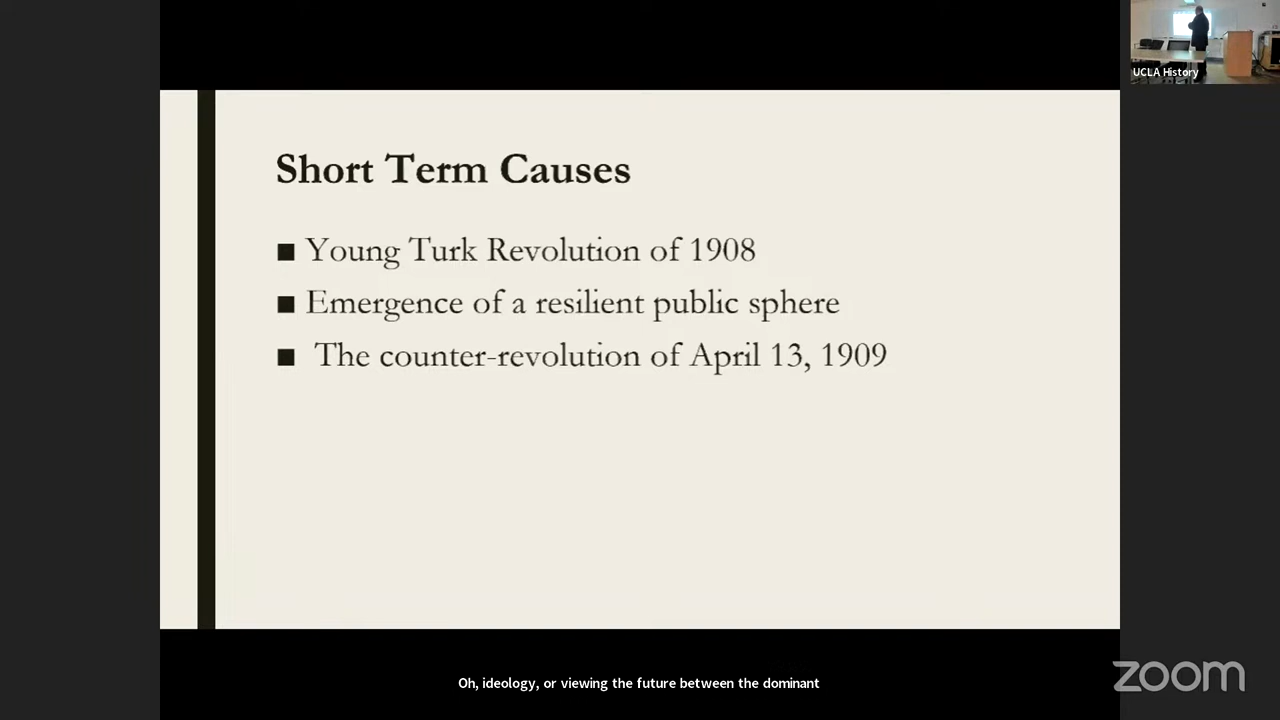 UCLA History
Short Term Causes
■ Young Turk Revolution of 1908
■ Emergence of a resilient public sphere
■ The counter-revolution of April 13, 1909
Oh, ideology, or viewing the future between the dominant
zoom